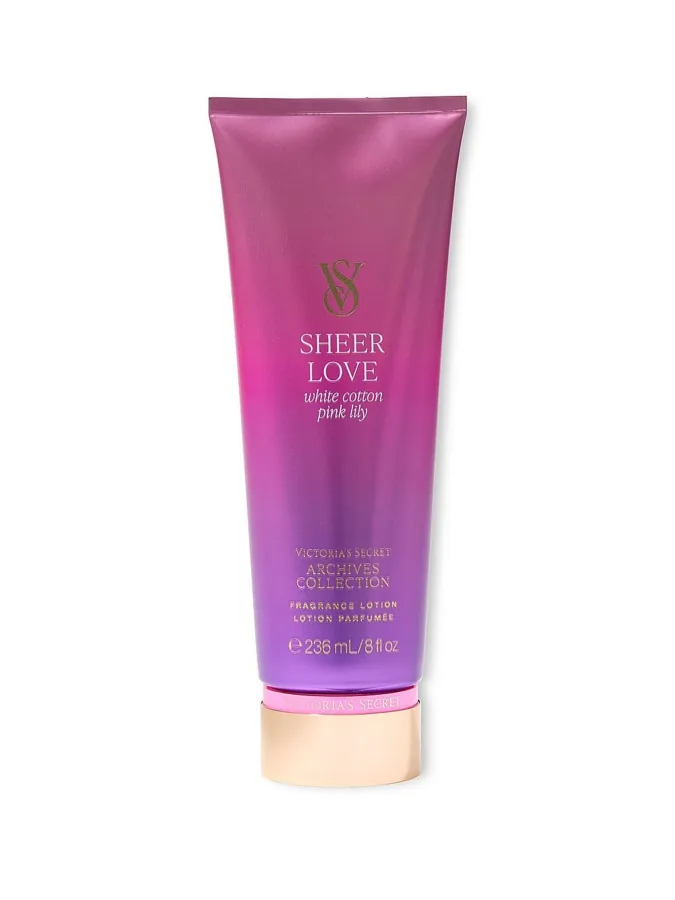 VS
SHEER
LOVE
white cotton
pink lily
VICTORIA'S SECRET
ARCHIVES
COLLECTION
FRAGRANCE LOTION
LOTION PARFUMÉE
℮ 236 mL/8 fl oz
SECRET